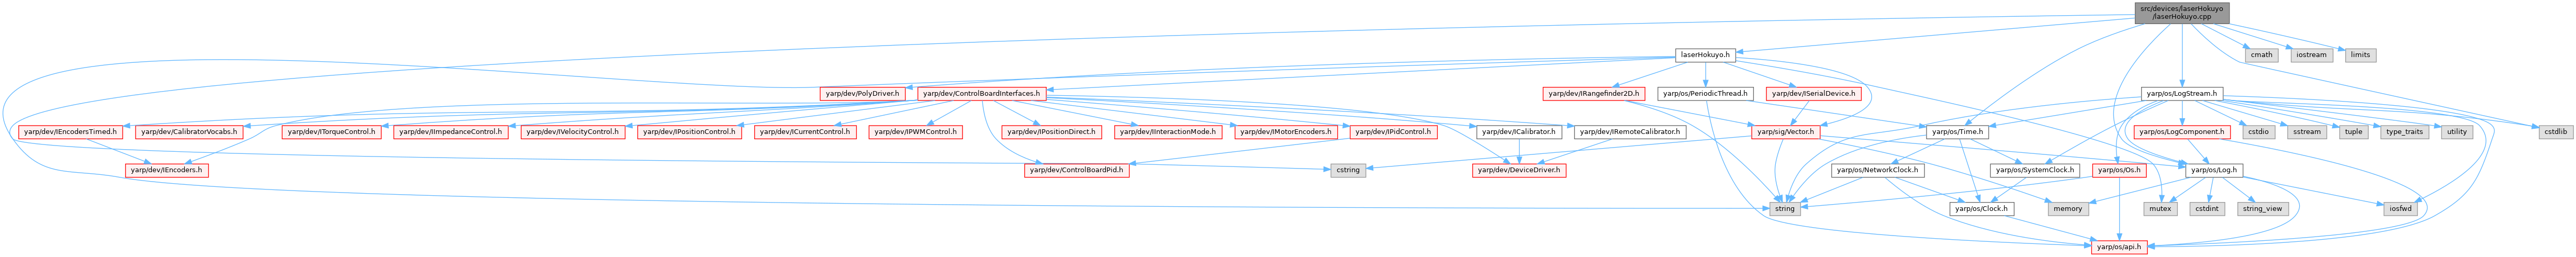 src/devices/laserHokuyo
/laserHokuyo.cpp
laserHokuyo.h
cmath
iostream
limits
yarp/dev/PolyDriver.h
yarp/dev/ControlBoardInterfaces.h
yarp/dev/IRangefinder2D.h
yarp/os/PeriodicThread.h
yarp/dev/ISerialDevice.h
yarp/os/LogStream.h
yarp/dev/IEncodersTimed.h
yarp/dev/CalibratorVocabs.h
yarp/dev/ITorqueControl.h
yarp/dev/IImpedanceControl.h
yarp/dev/IVelocityControl.h
yarp/dev/IPositionControl.h
yarp/dev/ICurrentControl.h
yarp/dev/IPWMControl.h
yarp/dev/IPositionDirect.h
yarp/dev/IInteractionMode.h
yarp/dev/IMotorEncoders.h
yarp/dev/IPidControl.h
yarp/dev/ICalibrator.h
yarp/dev/IRemoteCalibrator.h
yarp/sig/Vector.h
yarp/os/Time.h
yarp/os/LogComponent.h
cstdio
sstream
tuple
type_traits
utility
cstdlib
yarp/dev/IEncoders.h
cstring
yarp/dev/ControlBoardPid.h
yarp/dev/DeviceDriver.h
yarp/os/NetworkClock.h
yarp/os/SystemClock.h
yarp/os/Os.h
yarp/os/Log.h
string
yarp/os/Clock.h
memory
mutex
cstdint
string_view
iosfwd
yarp/os/api.h